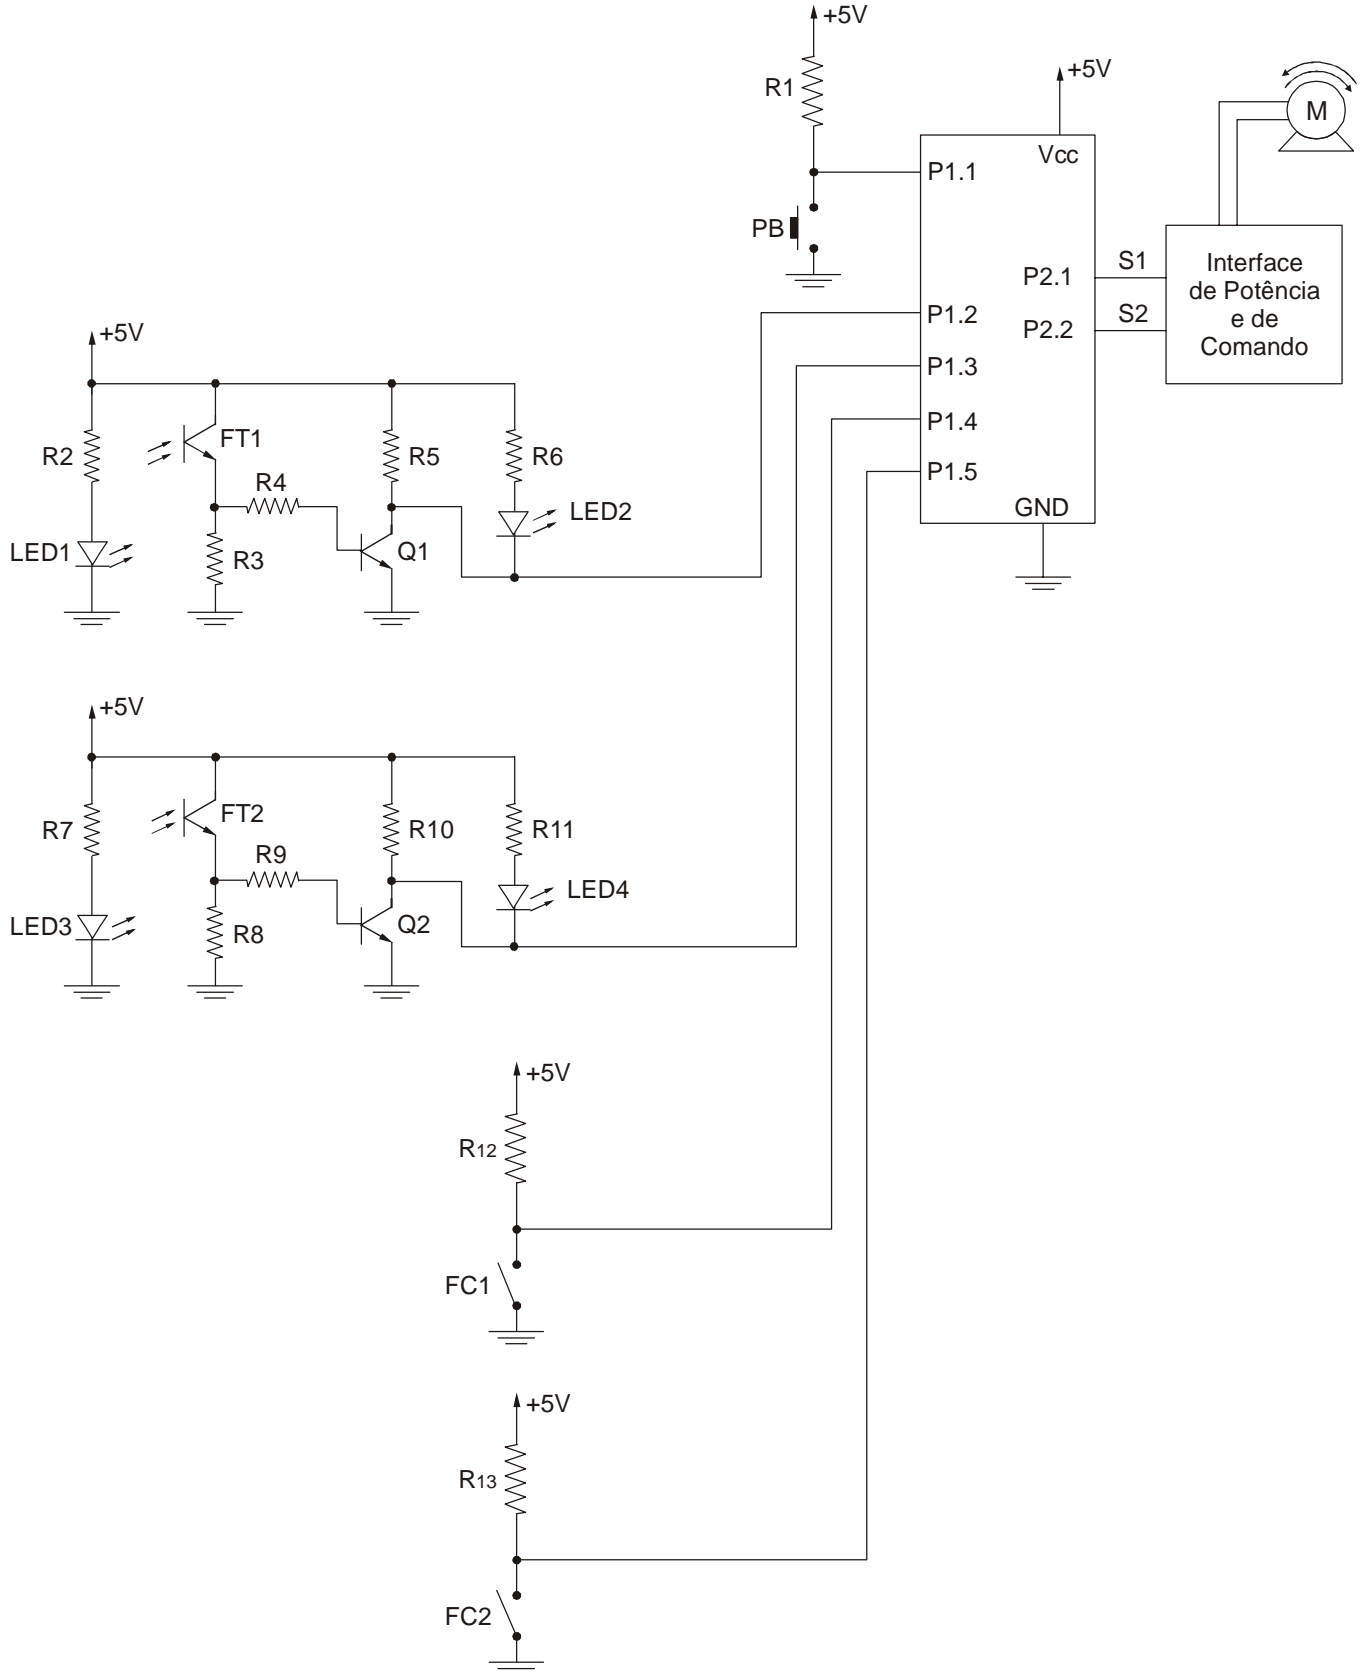 +5V
R1
PB
+5V
Vcc
P1.1
P1.2
P1.3
P1.4
P1.5
P2.1
P2.2
GND
S1
S2
M
Interface
de Potência
e de
Comando
+5V
R2
LED1
FT1
R4
R3
R5
Q1
R6
LED2
+5V
R7
LED3
FT2
R9
R8
R10
Q2
R11
LED4
+5V
R12
FC1
+5V
R13
FC2